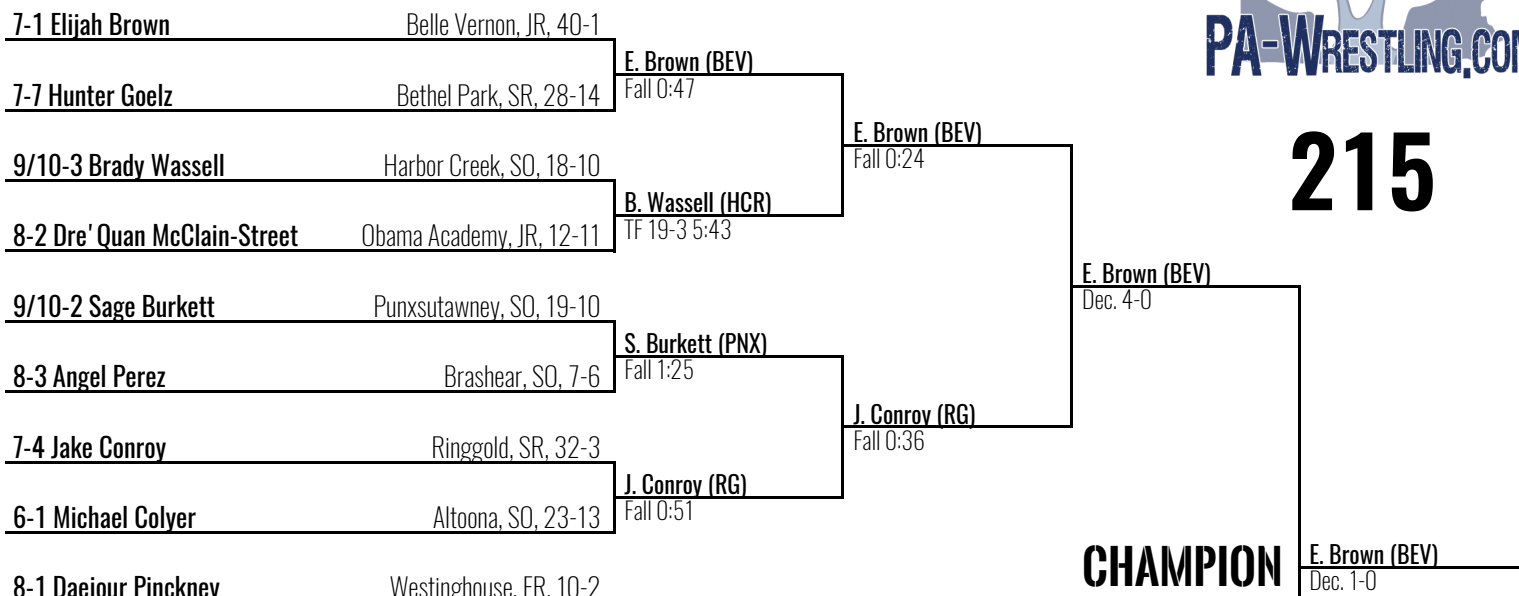 7-1 Elijah Brown Belle Vernon, JR, 40-1
E. Brown (BEV)
Fall 0:47
7-7 Hunter Goelz Bethel Park, SR, 28-14
E. Brown (BEV)
Fall 0:24
9/10-3 Brady Wassell Harbor Creek, SO, 18-10
B. Wassell (HCR)
TF 19-3 5:43
8-2 Dre'Quan McClain-Street Obama Academy, JR, 12-11
E. Brown (BEV)
Dec. 4-0
9/10-2 Sage Burkett Punxsutawney, SO, 19-10
S. Burkett (PNX)
Fall 1:25
8-3 Angel Perez Brashear, SO, 7-6
J. Conroy (RG)
Fall 0:36
7-4 Jake Conroy Ringgold, SR, 32-3
J. Conroy (RG)
Fall 0:51
6-1 Michael Colyer Altoona, SO, 23-13
8-1 Daejour Pinckney Westinghouse, FR, 10-2
PA-WRESTLING.COM
215
CHAMPION
E. Brown (BEV)
Dec. 1-0